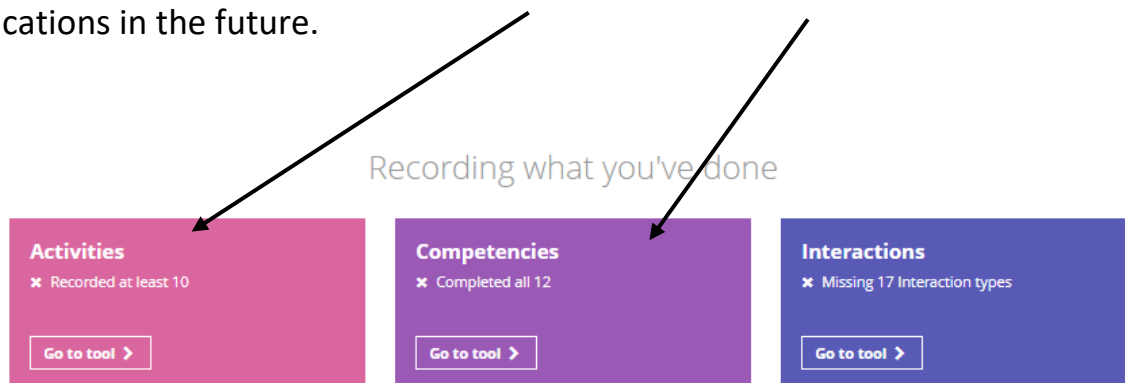 cations in the future.
Recording what you've done
Activities
✖ Recorded at least 10
Go to tool ❯
Competencies
✖ Completed all 12
Go to tool ❯
Interactions
✖ Missing 17 Interaction types
Go to tool ❯